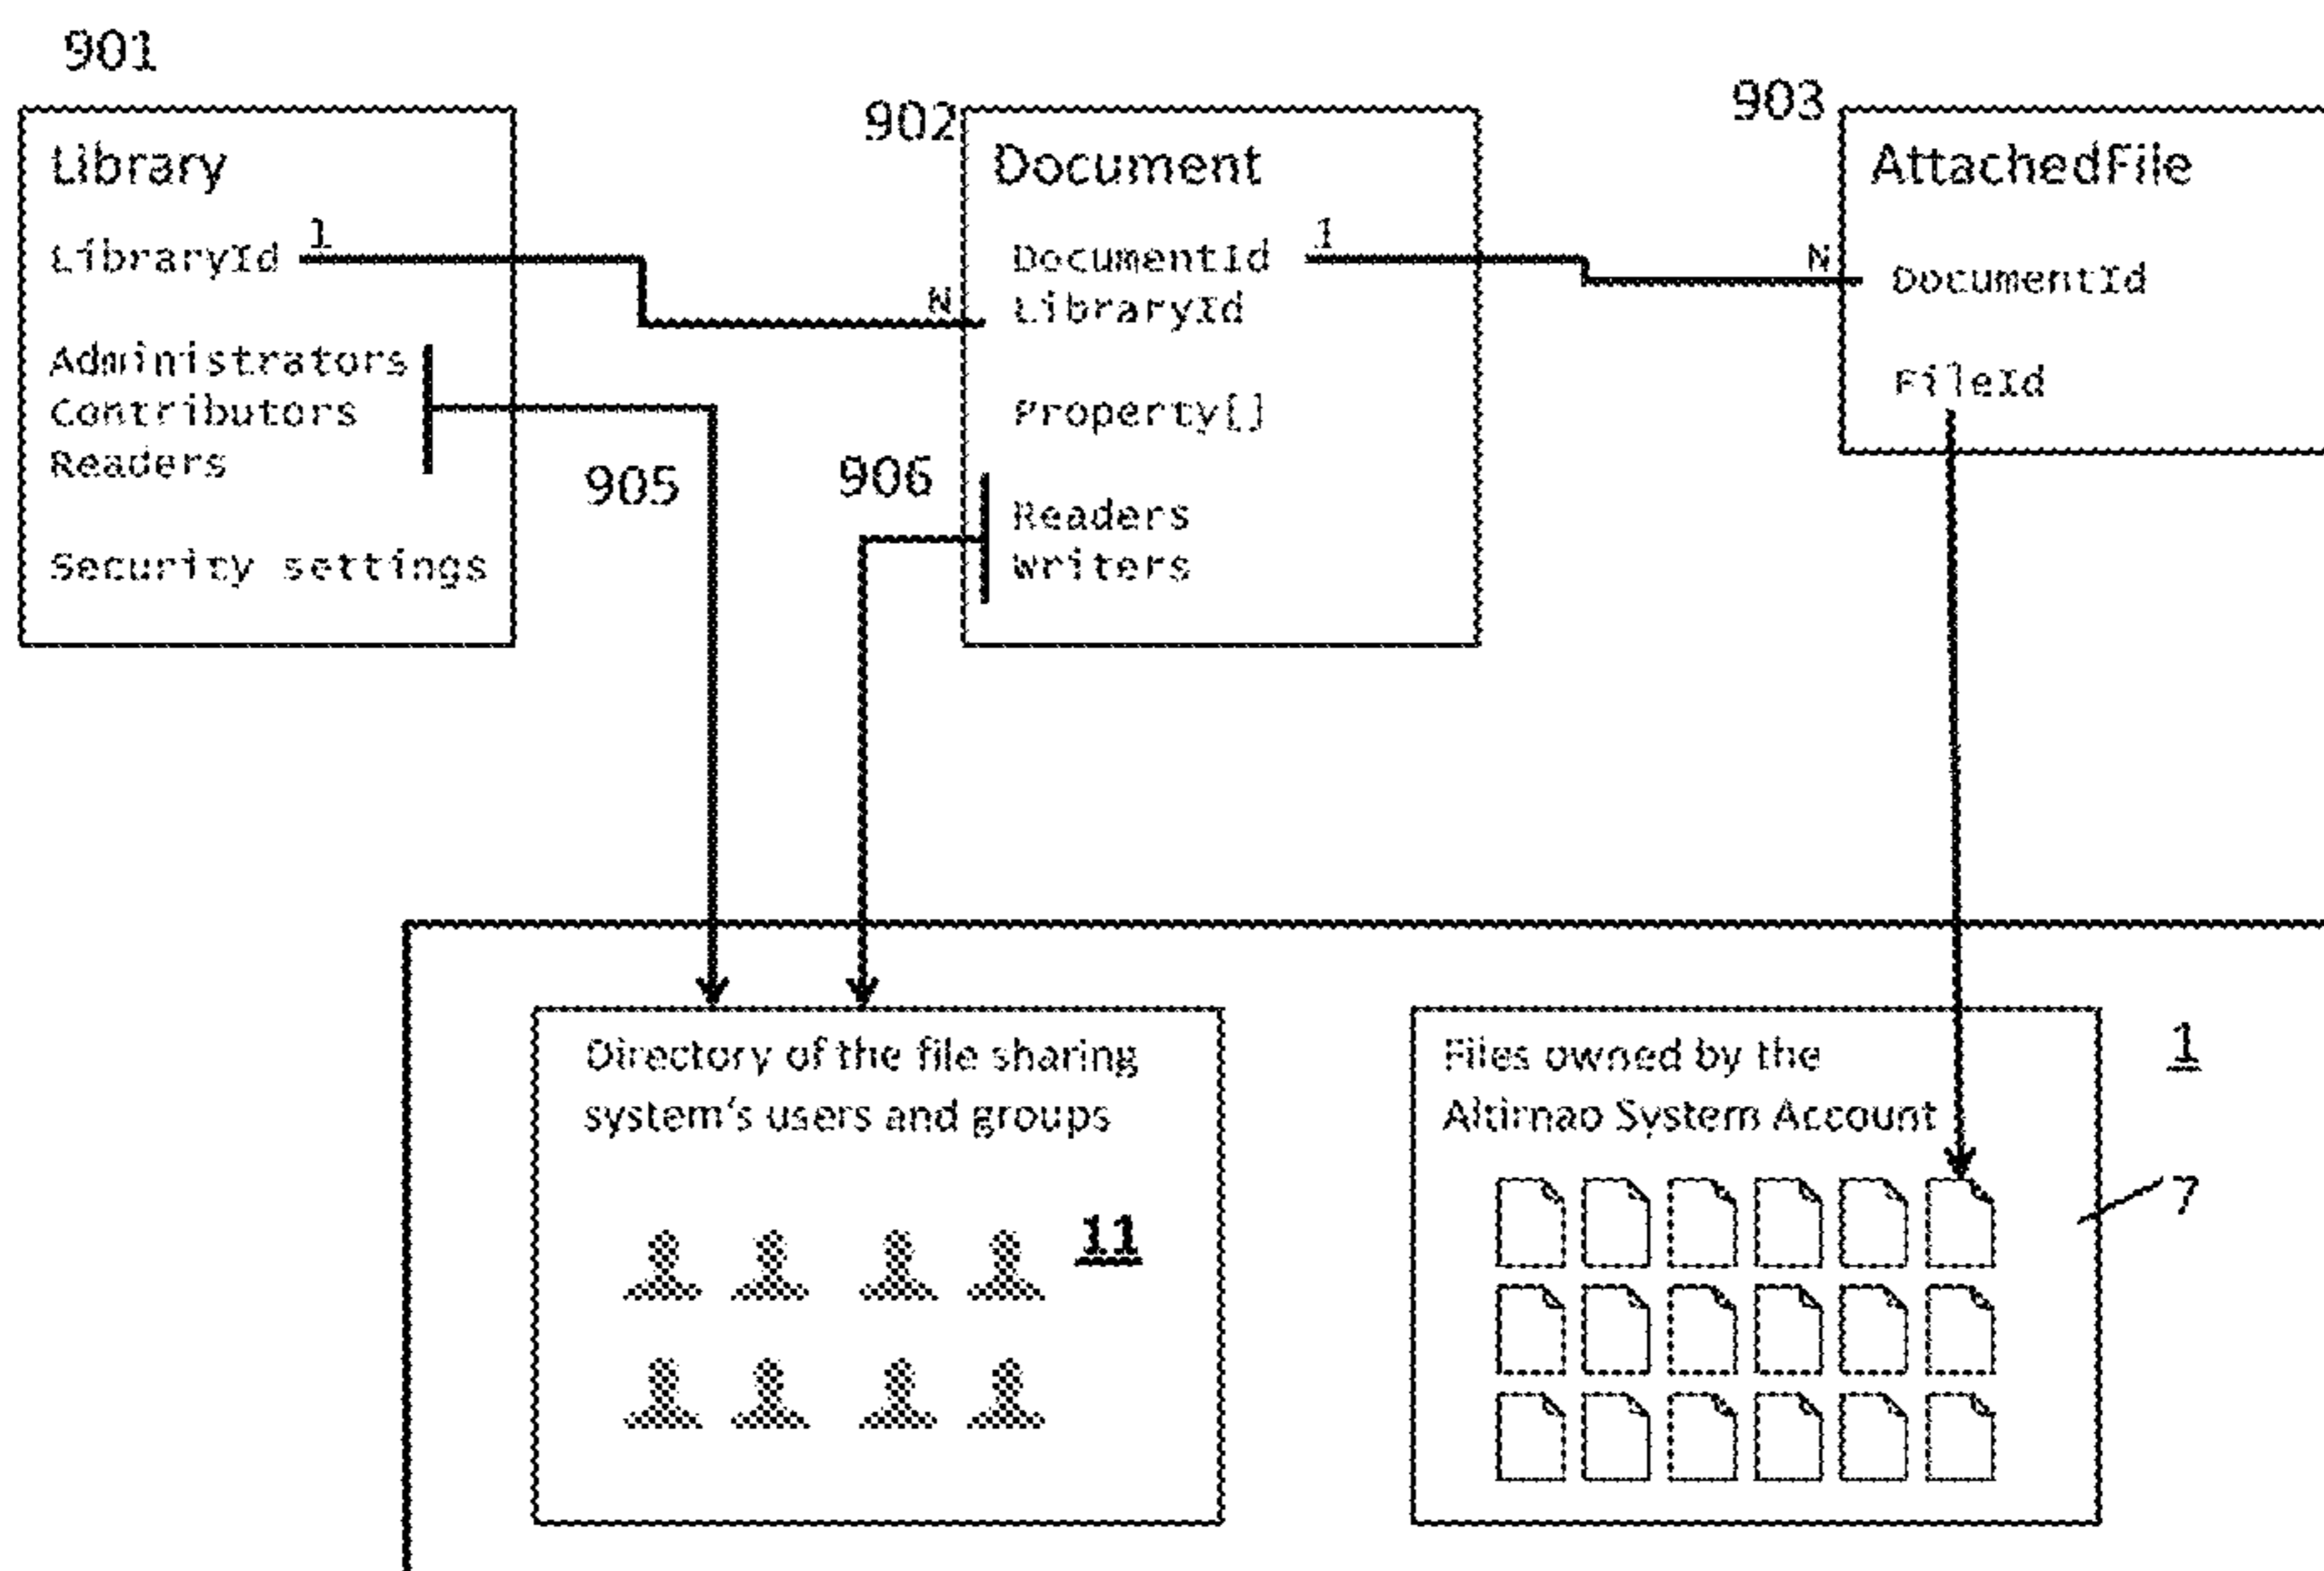 901
Library
LibraryId
1
Administrators
Contributors
Readers
Security settings
905
902
Document
DocumentId
1
N
LibraryId
Property[]
906
Readers
Writers
903
AttachedFile
N
DocumentId
FileId
Directory of the file sharing
system's users and groups
11
Files owned by the
Altirnao System Account
1
7